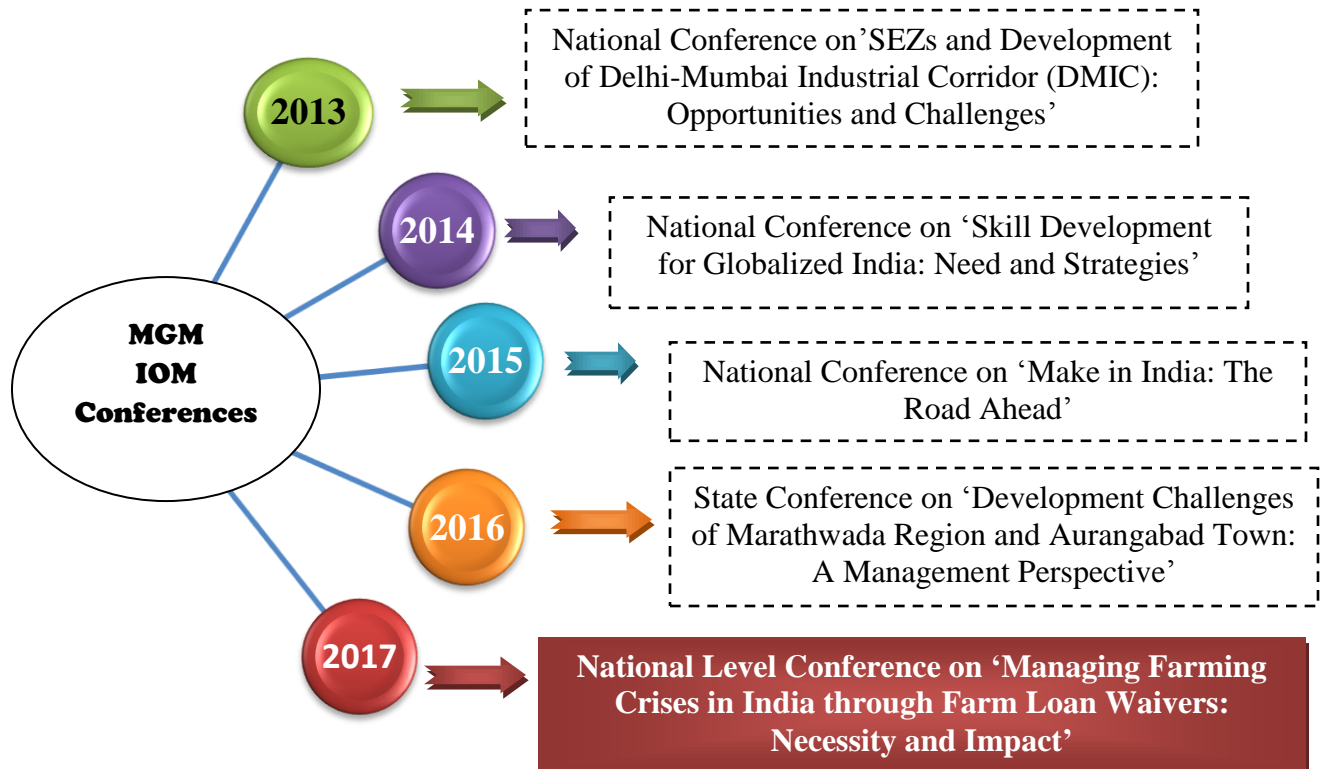 2013
National Conference on’SEZs and Development
of Delhi-Mumbai Industrial Corridor (DMIC):
Opportunities and Challenges’
2014
National Conference on ‘Skill Development
for Globalized India: Need and Strategies’
MGM
IOM
Conferences
2015
National Conference on ‘Make in India: The
Road Ahead’
2016
State Conference on ‘Development Challenges
of Marathwada Region and Aurangabad Town:
A Management Perspective’
2017
National Level Conference on ‘Managing Farming
Crises in India through Farm Loan Waivers:
Necessity and Impact’